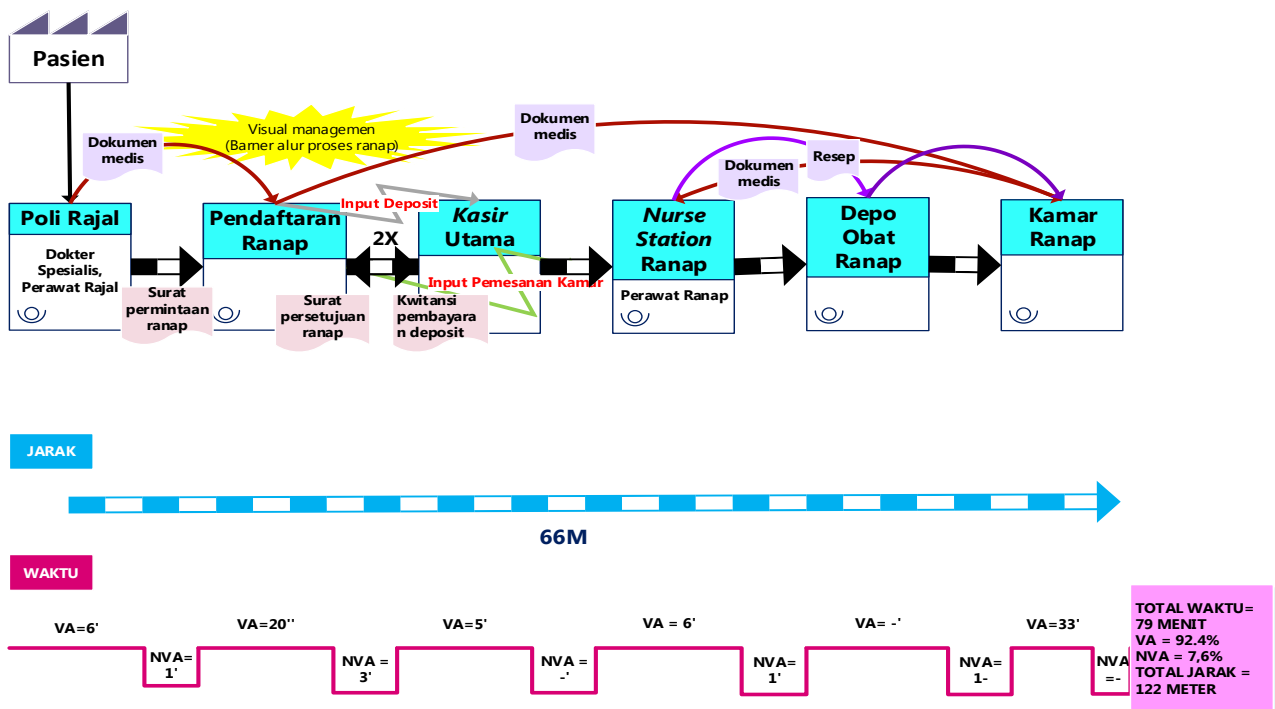 Pasien
Visual managemen
(Barner alur proses ranap)
Dokumen
medis
Dokumen
medis
Dokumen
medis
Resep
Input Deposit
2X
Input Pemesanan Kamar
Poli Rajal
Dokter
Spesialis,
Perawat Rajal
Surat
permintaan
ranap
Pendaftaran
Ranap
Surat
persetujuan
ranap
Kasir
Utama
Kwitansi
pembayara
n deposit
Nurse
Station
Ranap
Perawat Ranap
Depo
Obat
Ranap
Kamar
Ranap
JARAK
66M
WAKTU
VA=6'
NVA=
1'
VA=20''
NVA =
3'
VA=5'
NVA =
-'
VA = 6'
NVA=
1'
VA= -'
NVA=
1-
VA=33'
NVA
=-
TOTAL WAKTU=
79 MENIT
VA = 92.4%
NVA = 7,6%
TOTAL JARAK =
122 METER